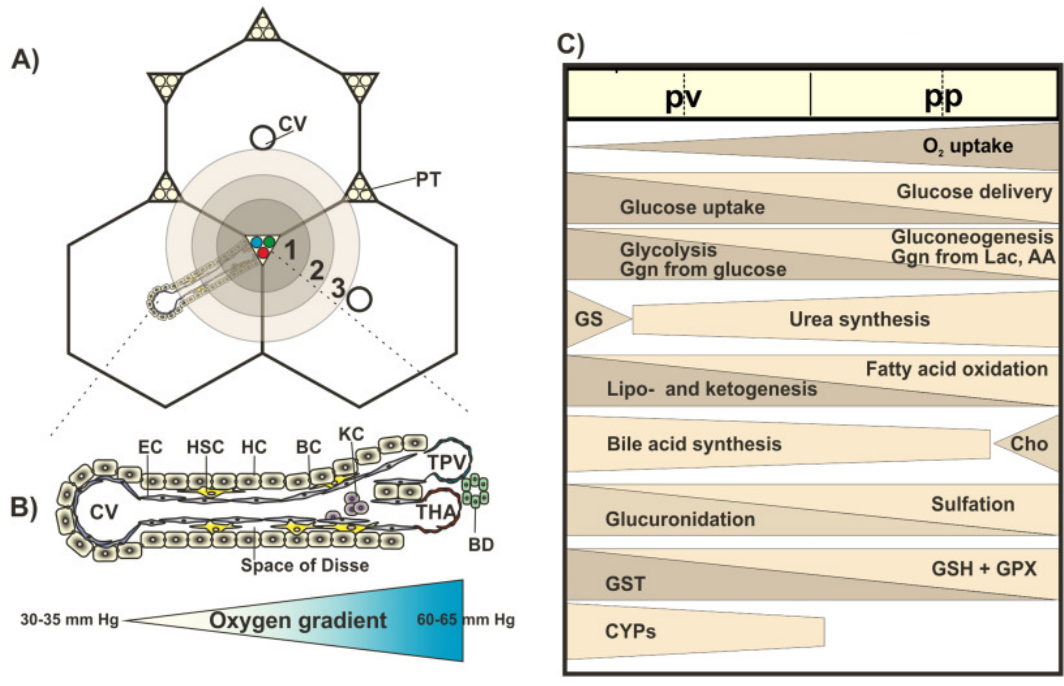 A)
CV
PT
1
2
3
B)
EC
HSC
HC
BC
KC
TPV
CV
THA
BD
Space of Disse
30-35 mm Hg
Oxygen gradient
60-65 mm Hg
C)
pv
pp
O₂ uptake
Glucose delivery
Glucose uptake
Gluconeogenesis
Ggn from Lac, AA
Glycolysis
Ggn from glucose
GS
Urea synthesis
Fatty acid oxidation
Lipo- and ketogenesis
Bile acid synthesis
Cho
Sulfation
Glucuronidation
GSH + GPX
GST
CYPs